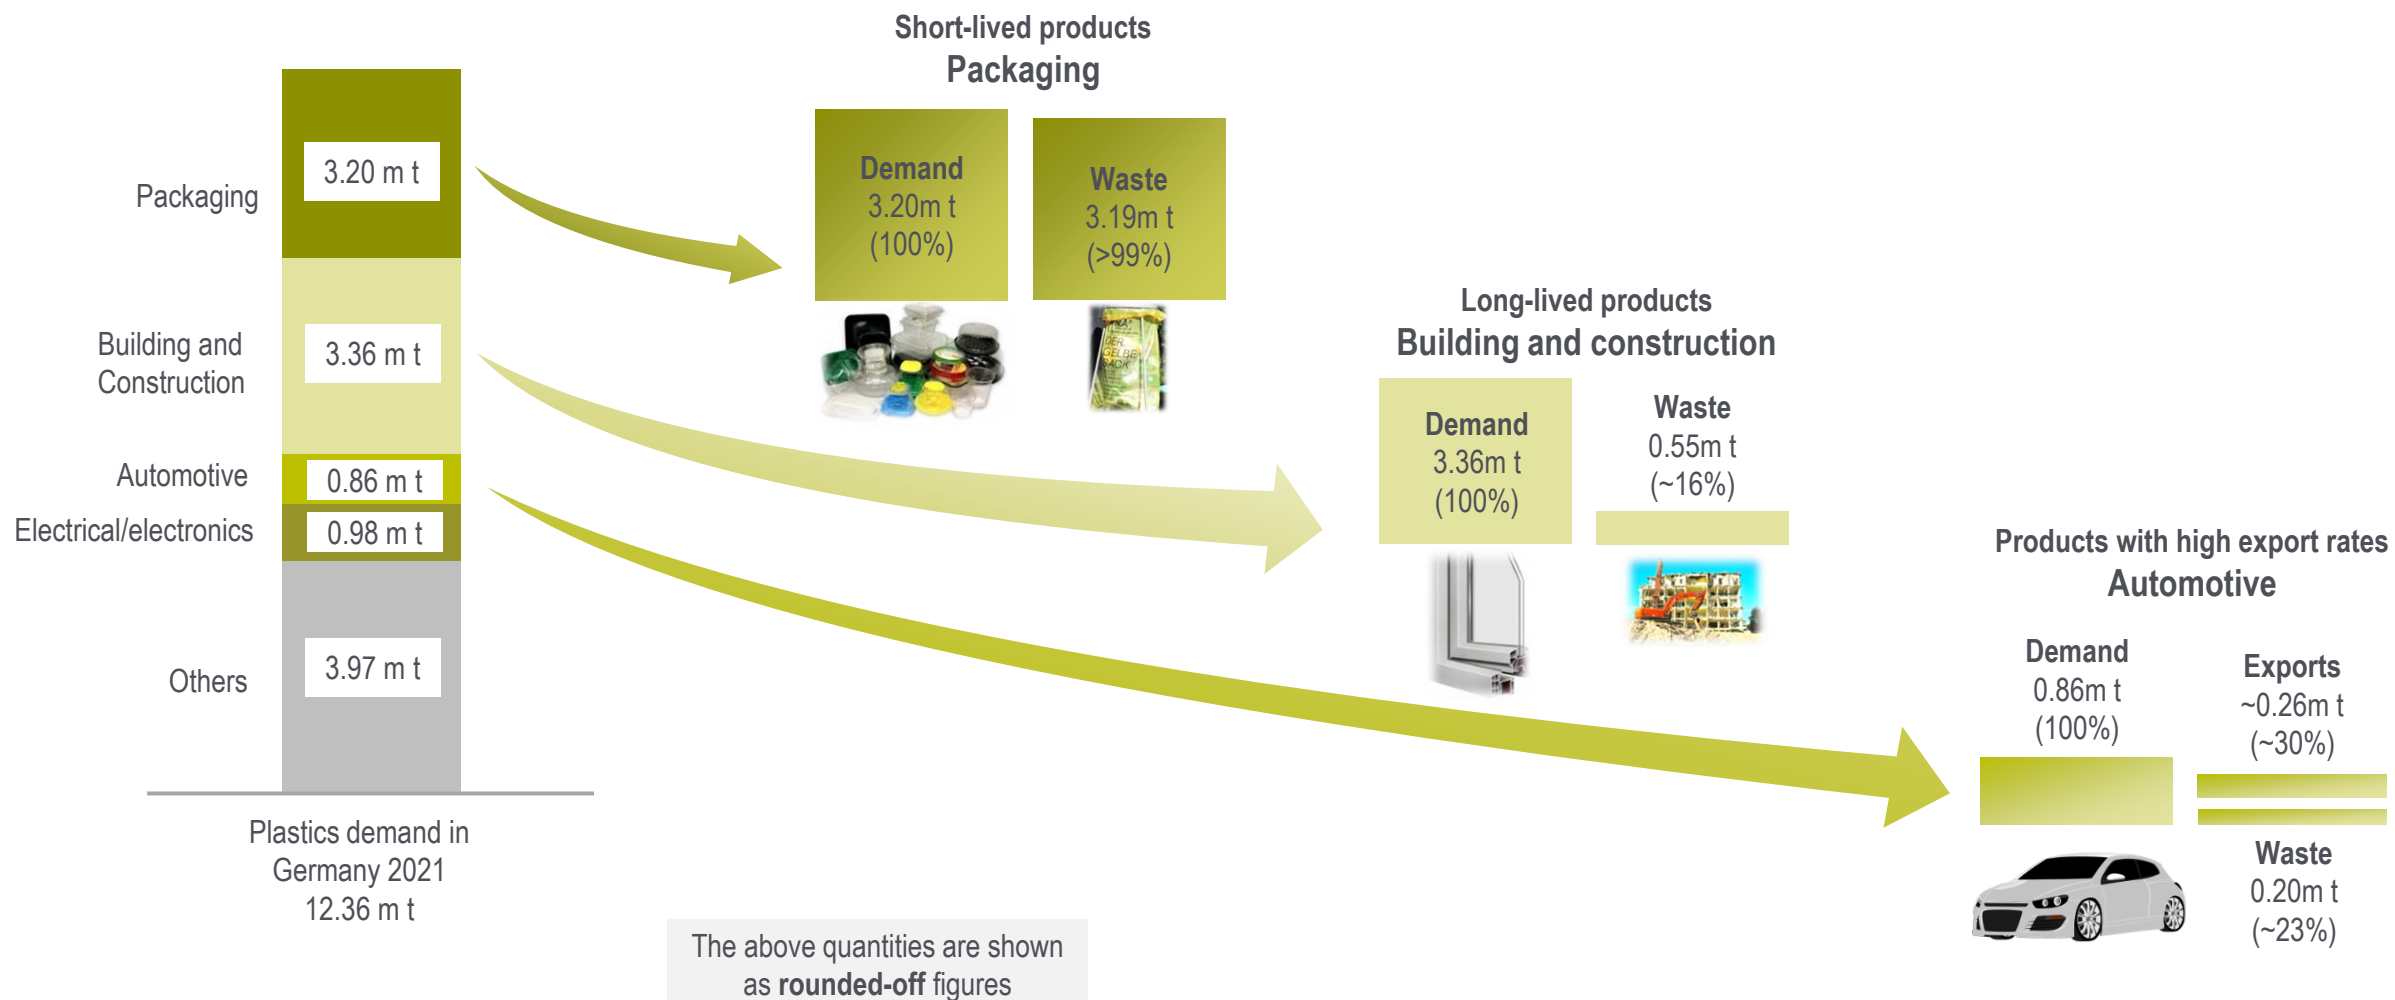 Short-lived products
Packaging
Packaging
3.20 m t
Building and
Construction
3.36 m t
Automotive
0.86 m t
Electrical/electronics
0.98 m t
Others
3.97 m t
Plastics demand in
Germany 2021
12.36 m t
Demand
3.20m t
(100%)
Waste
3.19m t
(>99%)
DER
GELBE
SACK
Long-lived products
Building and construction
Demand
3.36m t
(100%)
Waste
0.55m t
(~16%)
Products with high export rates
Automotive
Demand
0.86m t
(100%)
Exports
~0.26m t
(~30%)
Waste
0.20m t
(~23%)
The above quantities are shown
as rounded-off figures